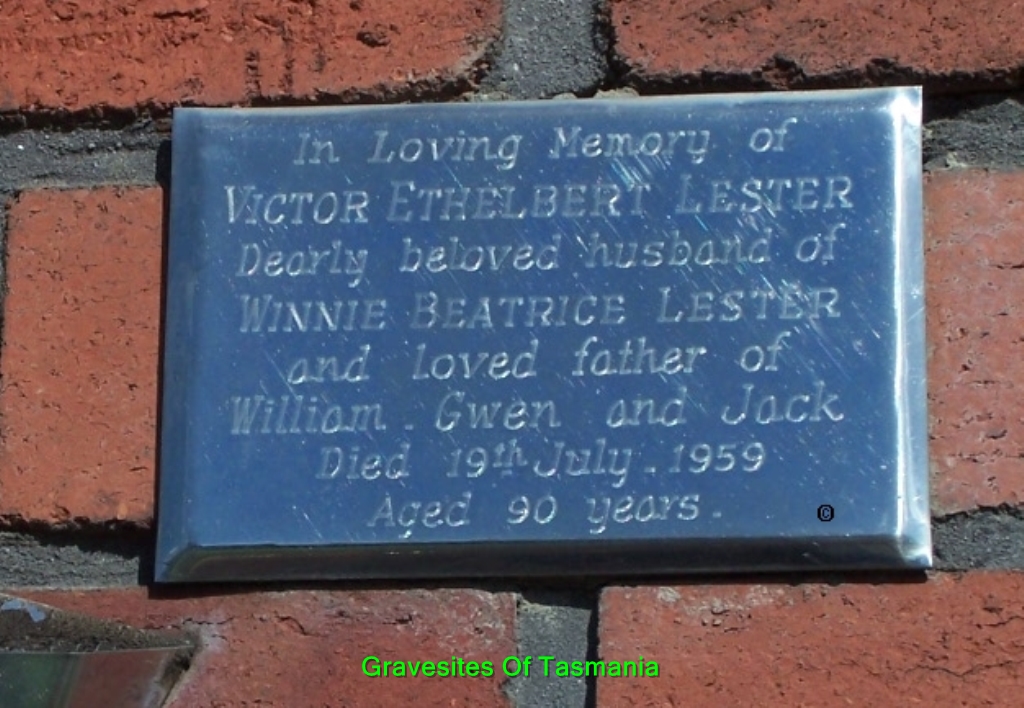 In Loving Memory of
VICTOR ETHELBERT LESTER
Dearly beloved husband of
WINNIE BEATRICE LESTER
and loved father of
William. Gwen and Jack
Died 19th July. 1959
Aged 90 years.
©
Gravesites Of Tasmania